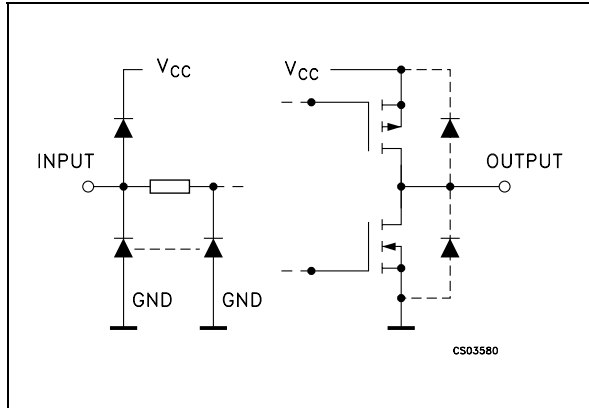 VCC
VCC
INPUT
OUTPUT
GND
GND
CS03580